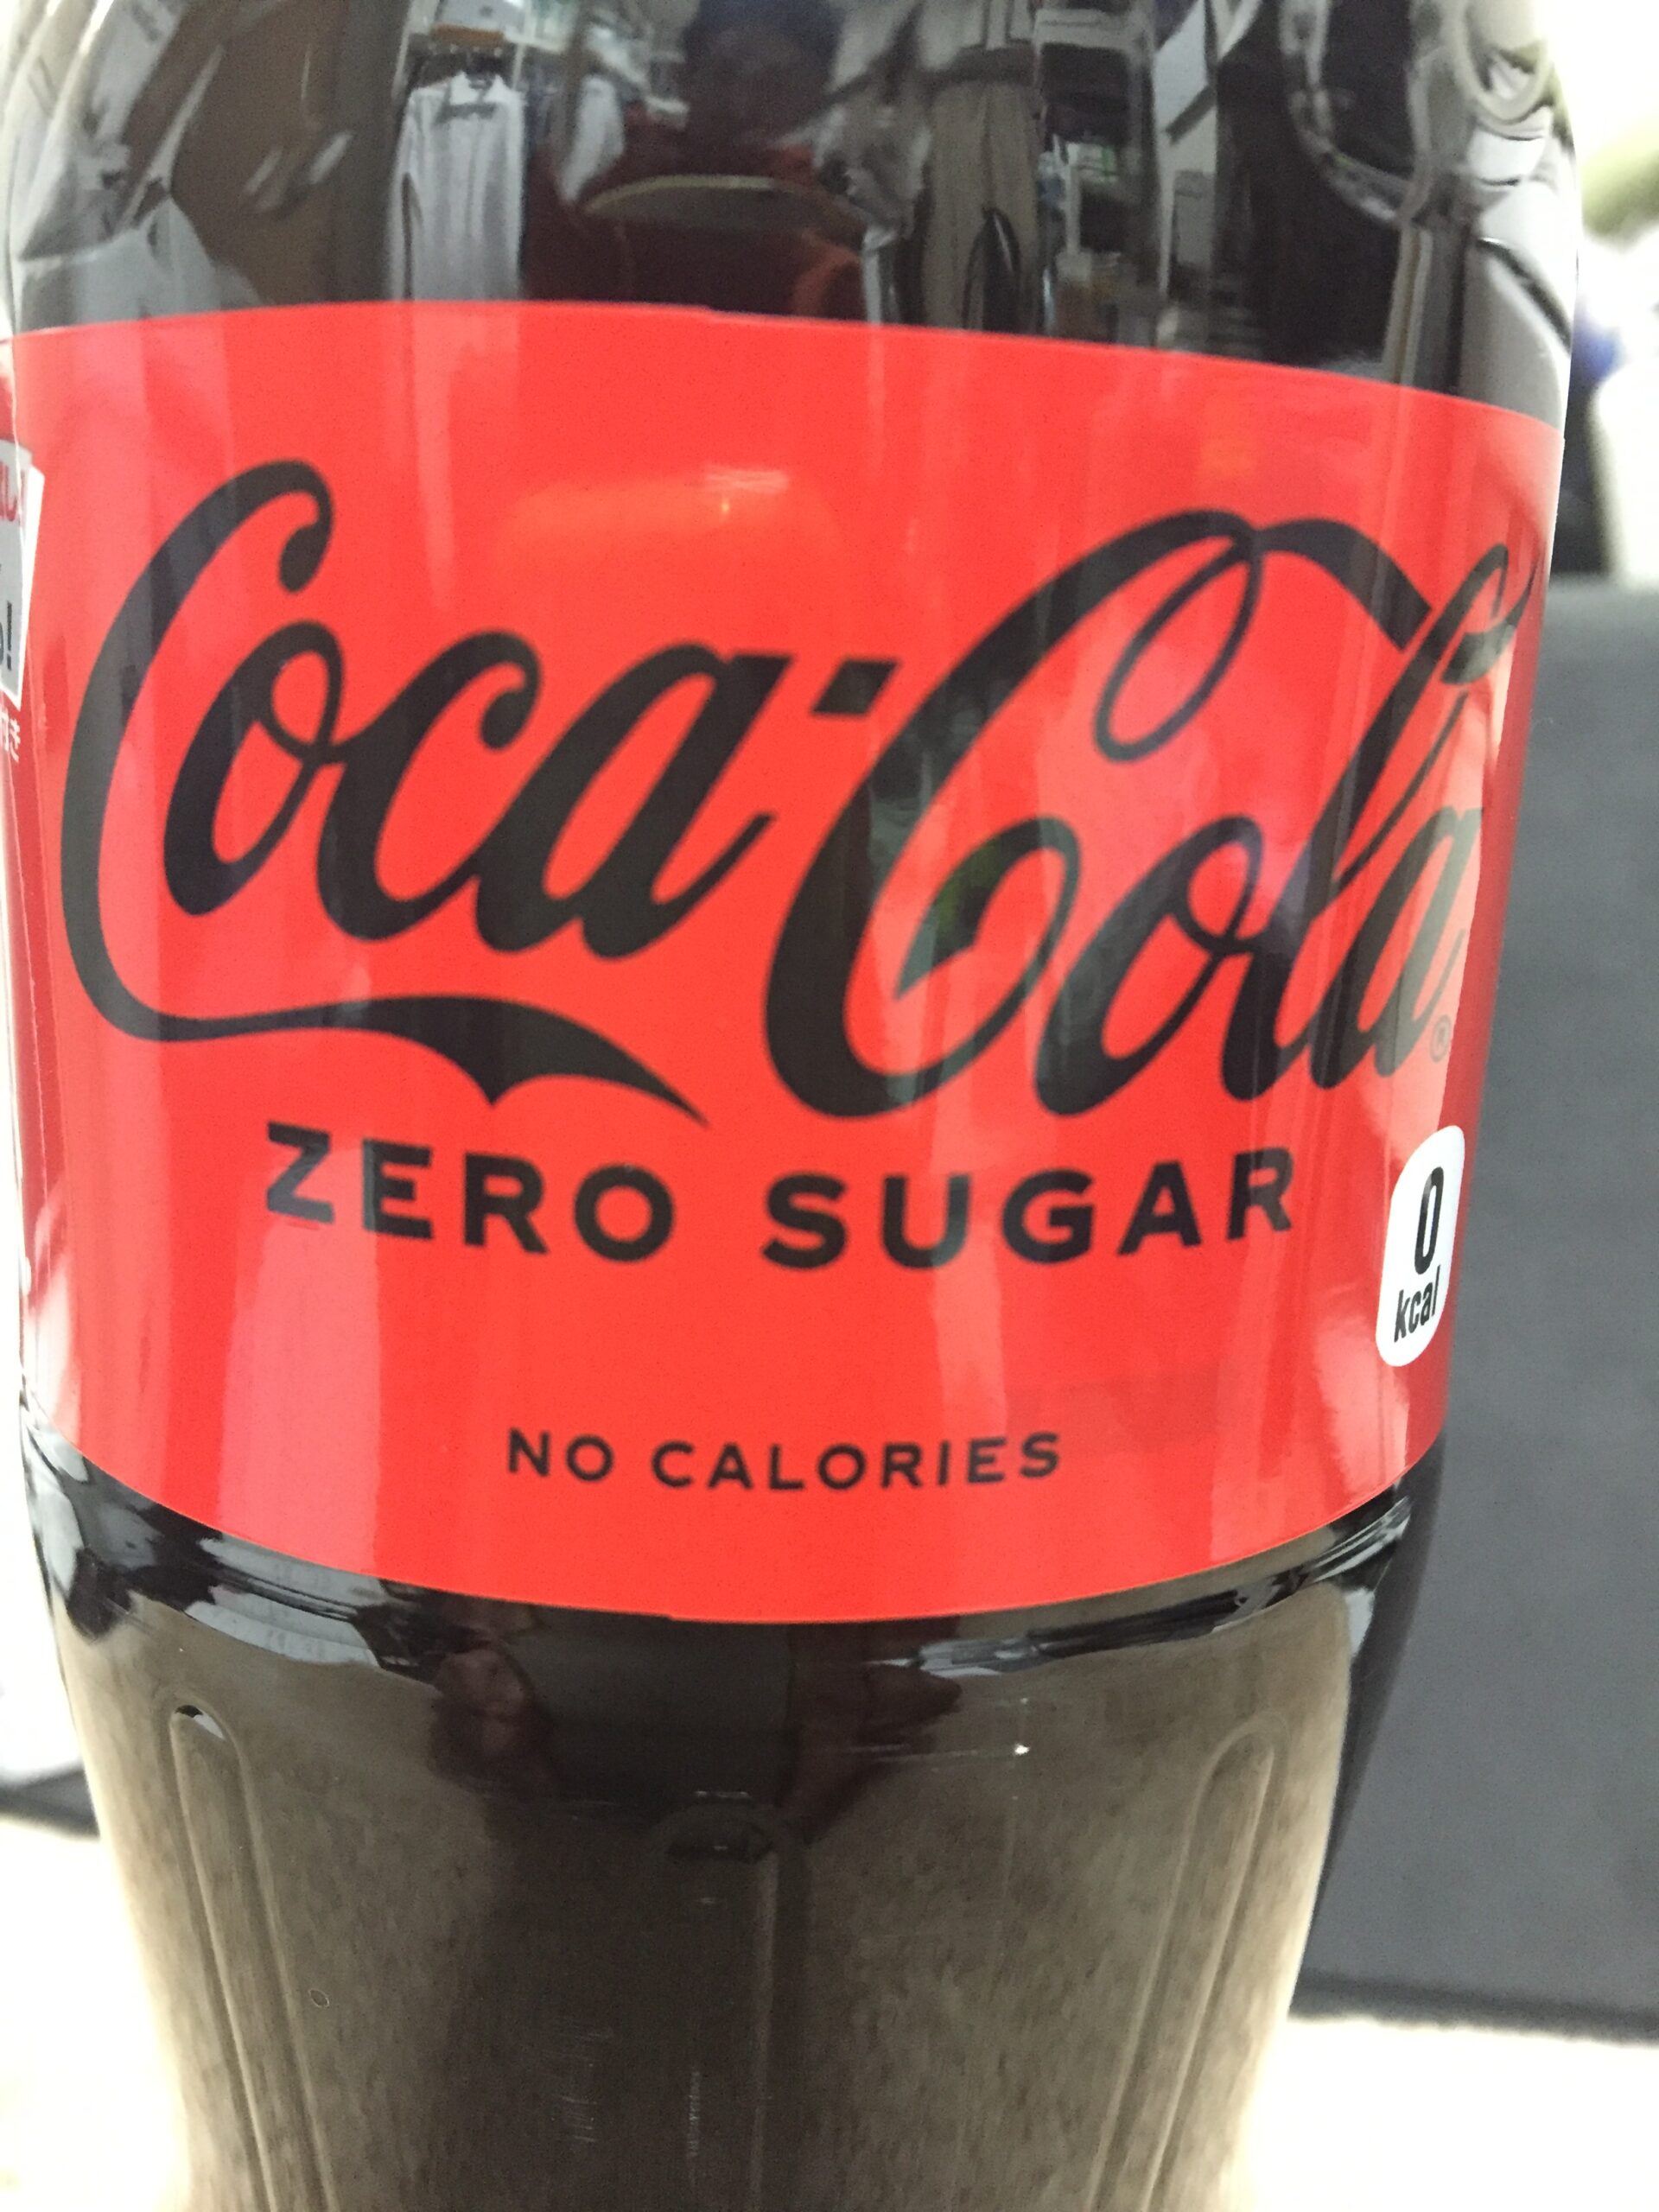 Coca-Cola®
ZERO SUGAR
0
kcal
NO CALORIES